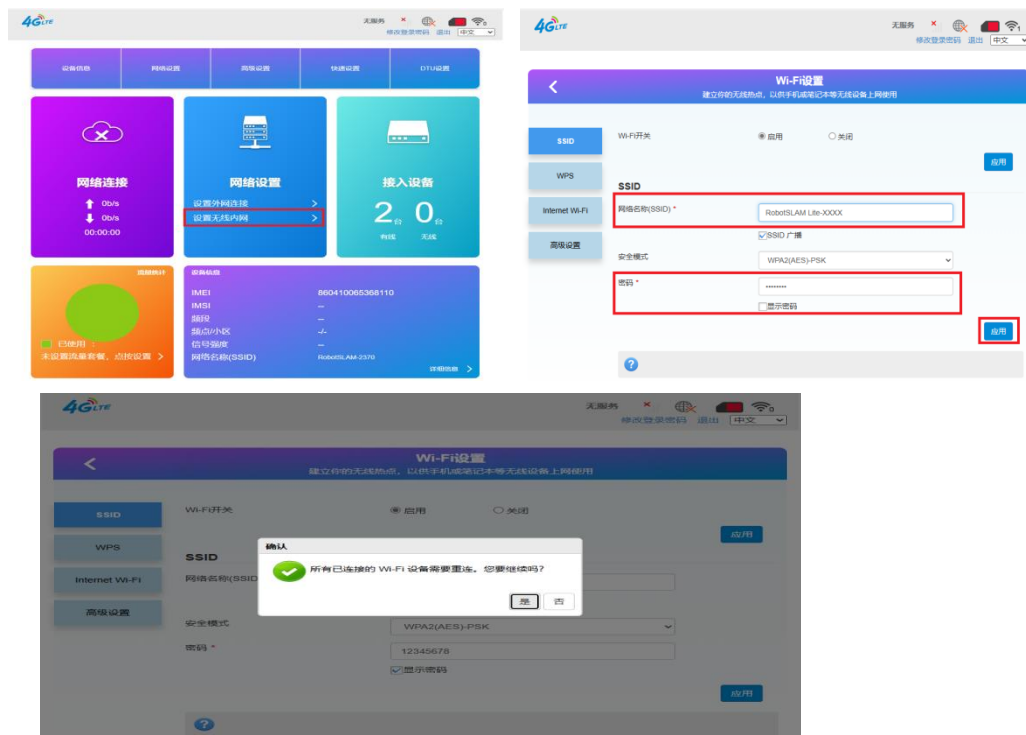 4GLTE
无服务
修改登录密码 退出 中文
设备信息 网络设置 高级设置 快速设置 DTU设置
网络连接
0b/s
0b/s
00:00:00
网络设置
设置外网连接 >
设置无线内网 >
接入设备
2台 0台
有线 无线
流量统计
已使用：
未设置流量套餐，点按设置 >
设备信息
IMEI 860410065368110
IMSI --
频段 --
频点/小区 -/-
信号强度 --
网络名称(SSID) RobotSLAM-2370
详细信息 >
4GLTE
无服务 1
修改登录密码 退出 中文
Wi-Fi设置
建立你的无线热点，以供手机或笔记本等无线设备上网使用
SSID
WPS
Internet Wi-Fi
高级设置
Wi-Fi开关 启用 关闭
应用
SSID
网络名称(SSID) * RobotSLAM Lite-XXXX
SSID 广播
安全模式 WPA2(AES)-PSK
密码 * ••••••••
显示密码
应用
?
4GLTE
无服务 0
修改登录密码 退出 中文
Wi-Fi设置
建立你的无线热点，以供手机或笔记本等无线设备上网使用
SSID
WPS
Internet Wi-Fi
高级设置
Wi-Fi开关 启用 关闭
应用
SSID
网络名称(SSID
确认
所有已连接的 Wi-Fi 设备需要重连。您要继续吗？
是 否
安全模式 WPA2(AES)-PSK
密码 * 12345678
显示密码
应用
?